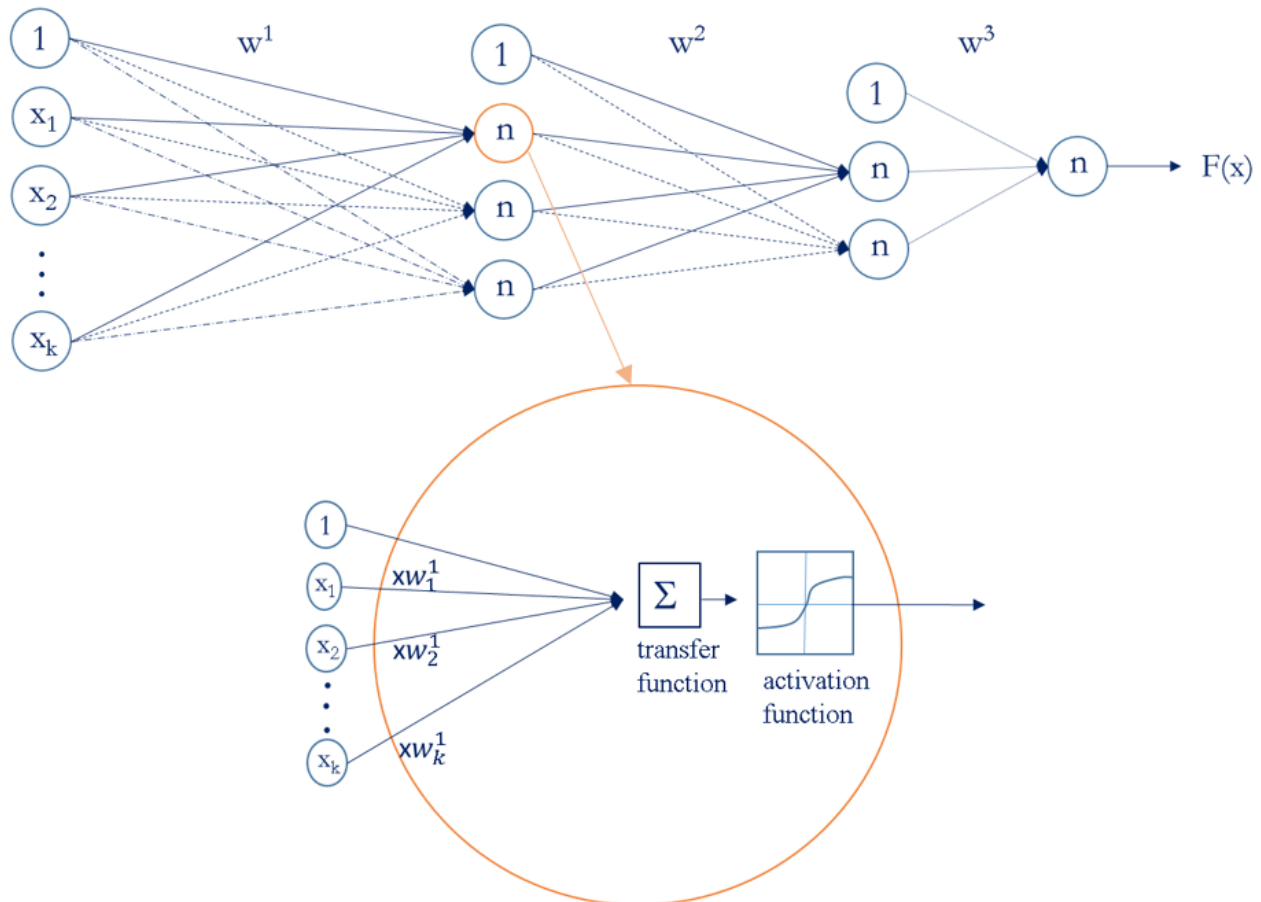 1
w¹
1
w²
w³
x₁
n
1
x₂
n
n
n
F(x)
n
n
xₖ
1
x₁
xw₁¹
x₂
xw₂¹
xₖ
xwₖ¹
Σ
transfer
function
activation
function